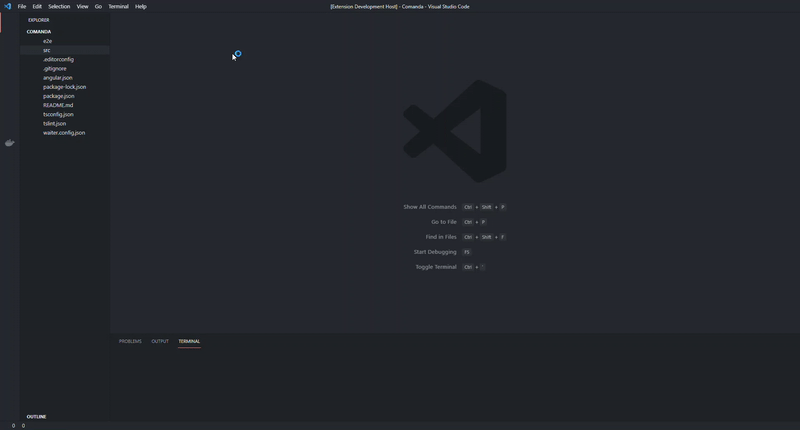 File Edit Selection View Go Terminal Help
[Extension Development Host] - Comanda - Visual Studio Code
EXPLORER
COMANDA
e2e
src
.editorconfig
.gitignore
angular.json
package-lock.json
package.json
README.md
tsconfig.json
tslint.json
waiter.config.json
Show All Commands Ctrl + Shift + P
Go to File Ctrl + P
Find in Files Ctrl + Shift + F
Start Debugging F5
Toggle Terminal Ctrl + `
PROBLEMS OUTPUT TERMINAL
OUTLINE
0 0